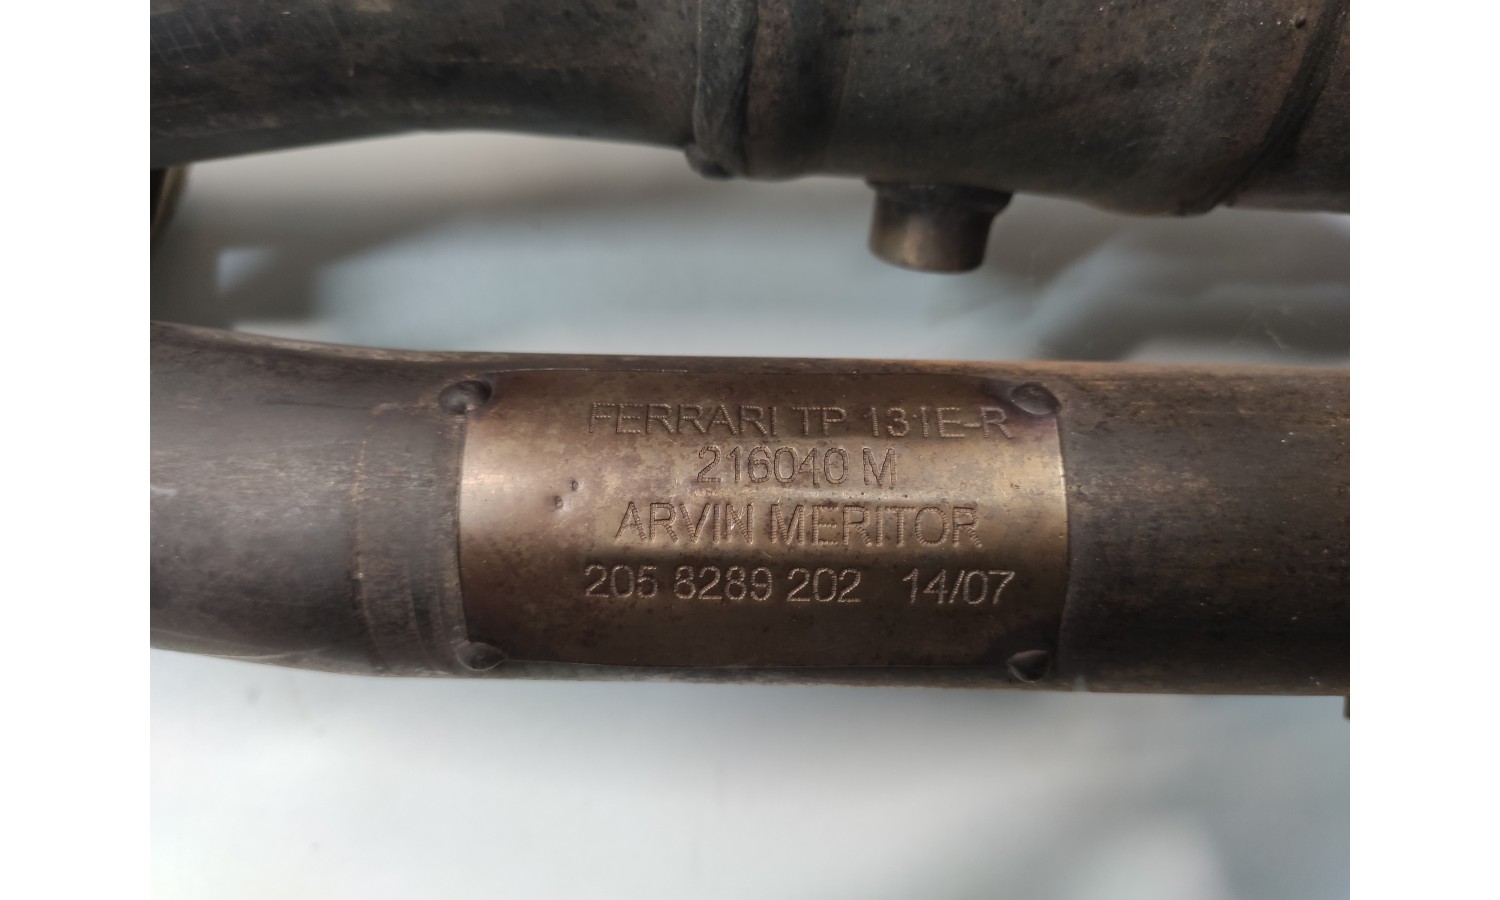 FERRARI TP 131E-R
216040 M
ARVIN MERITOR
205 8289 202 14/07